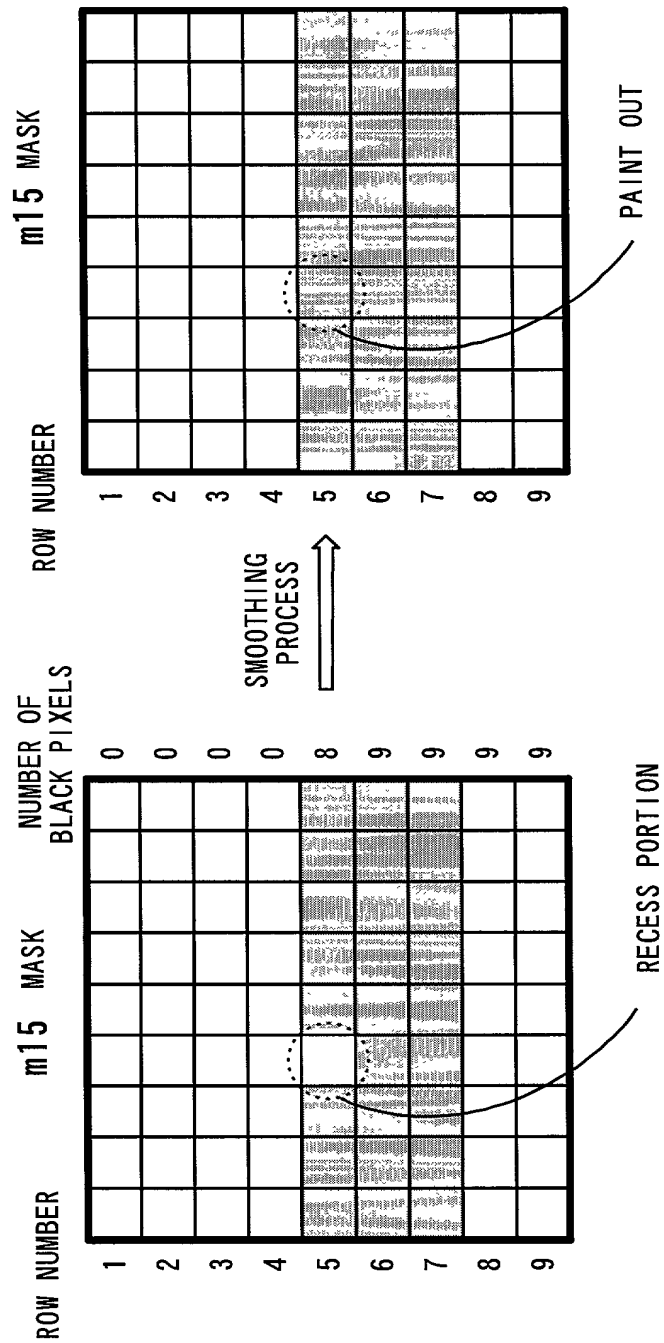 ROW NUMBER
m15 MASK
NUMBER OF
BLACK PIXELS
1
2
3
4
5
6
7
8
9
0
0
0
0
8
9
9
9
9
RECESS PORTION
SMOOTHING
PROCESS
ROW NUMBER
m15 MASK
1
2
3
4
5
6
7
8
9
PAINT OUT